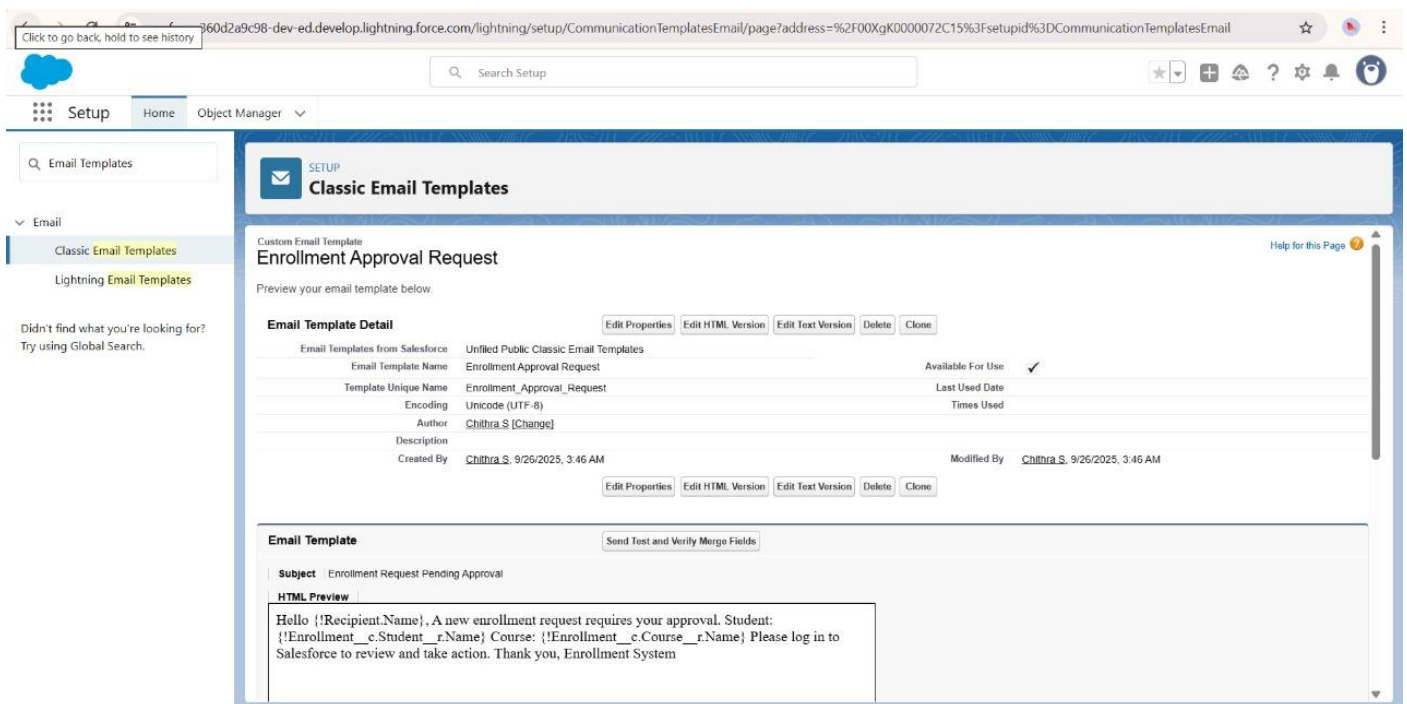 360d2a9c98-dev-ed.develop.lightning.force.com/lightning/setup/CommunicationTemplatesEmail/page?address=%2F00XgK0000072C15%3Fsetupid%3DCommunicationTemplatesEmail
Click to go back, hold to see history
Search Setup
Setup Home Object Manager
Email Templates
SETUP
Classic Email Templates
Email
Classic Email Templates
Lightning Email Templates
Didn't find what you're looking for?
Try using Global Search.
Custom Email Template
Enrollment Approval Request
Help for this Page
Preview your email template below.
Email Template Detail Edit Properties Edit HTML Version Edit Text Version Delete Clone
Email Templates from Salesforce Unfiled Public Classic Email Templates
Email Template Name Enrollment Approval Request Available For Use ✓
Template Unique Name Enrollment_Approval_Request Last Used Date
Encoding Unicode (UTF-8) Times Used
Author Chithra S [Change]
Description
Created By Chithra S, 9/26/2025, 3:46 AM Modified By Chithra S, 9/26/2025, 3:46 AM
Edit Properties Edit HTML Version Edit Text Version Delete Clone
Email Template Send Test and Verify Merge Fields
Subject Enrollment Request Pending Approval
HTML Preview
Hello {!Recipient.Name}, A new enrollment request requires your approval. Student:
{!Enrollment__c.Student__r.Name} Course: {!Enrollment__c.Course__r.Name} Please log in to
Salesforce to review and take action. Thank you, Enrollment System